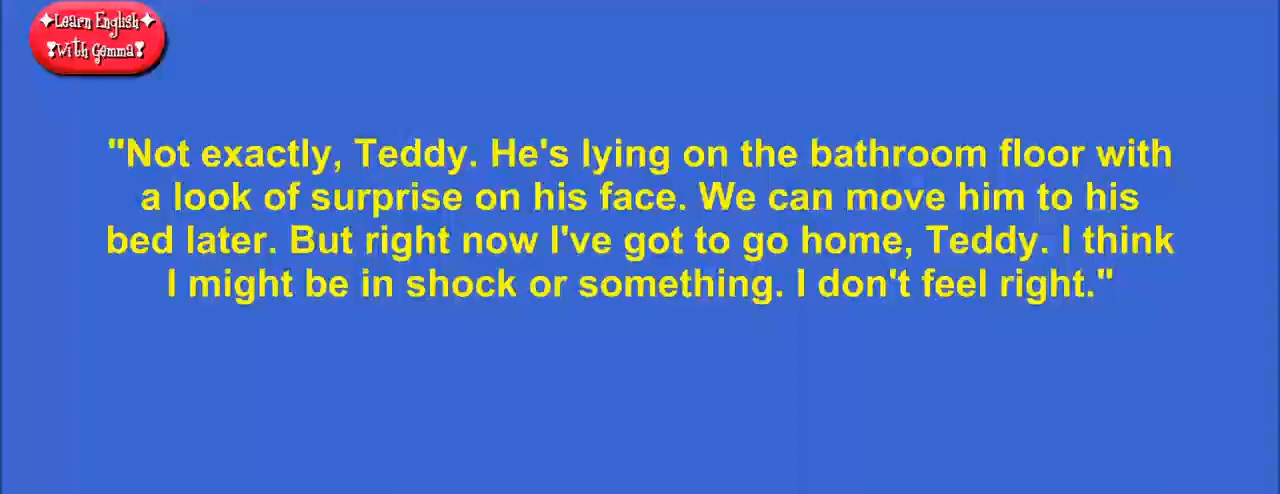 ✦Learn English✦
❢With Gemma❢
"Not exactly, Teddy. He's lying on the bathroom floor with
a look of surprise on his face. We can move him to his
bed later. But right now I've got to go home, Teddy. I think
I might be in shock or something. I don't feel right."